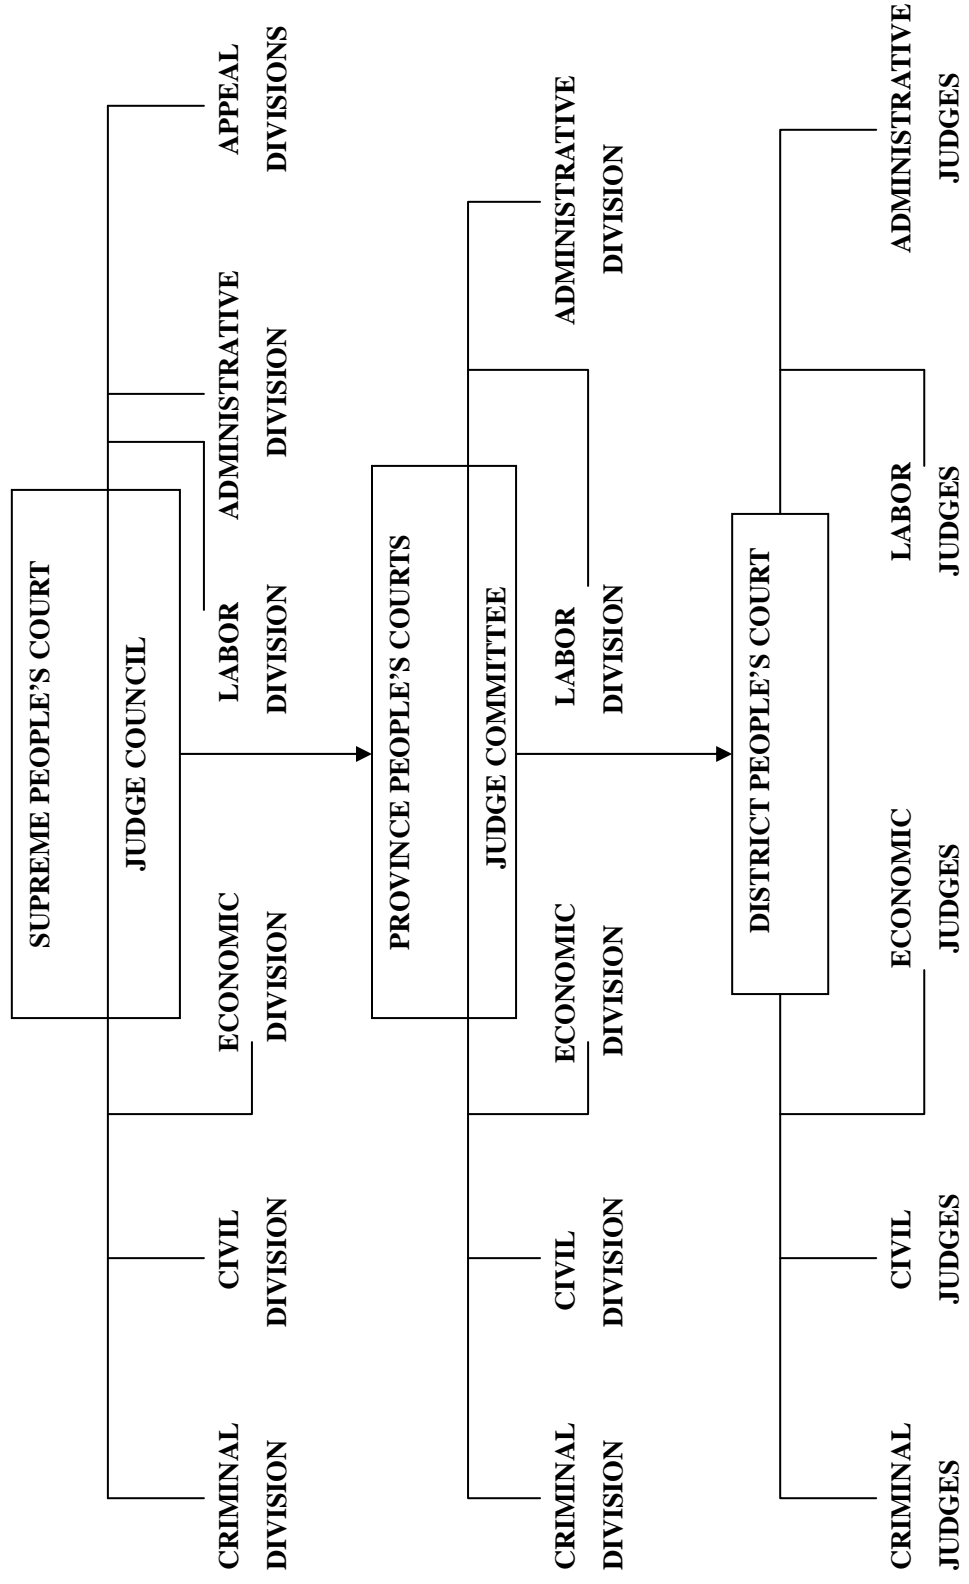 SUPREME PEOPLE’S COURT
JUDGE COUNCIL
CRIMINAL
DIVISION
CIVIL
DIVISION
ECONOMIC
DIVISION
LABOR
DIVISION
ADMINISTRATIVE
DIVISION
APPEAL
DIVISIONS
PROVINCE PEOPLE’S COURTS
JUDGE COMMITTEE
CRIMINAL
DIVISION
CIVIL
DIVISION
ECONOMIC
DIVISION
LABOR
DIVISION
ADMINISTRATIVE
DIVISION
DISTRICT PEOPLE’S COURT
CRIMINAL
JUDGES
CIVIL
JUDGES
ECONOMIC
JUDGES
LABOR
JUDGES
ADMINISTRATIVE
JUDGES